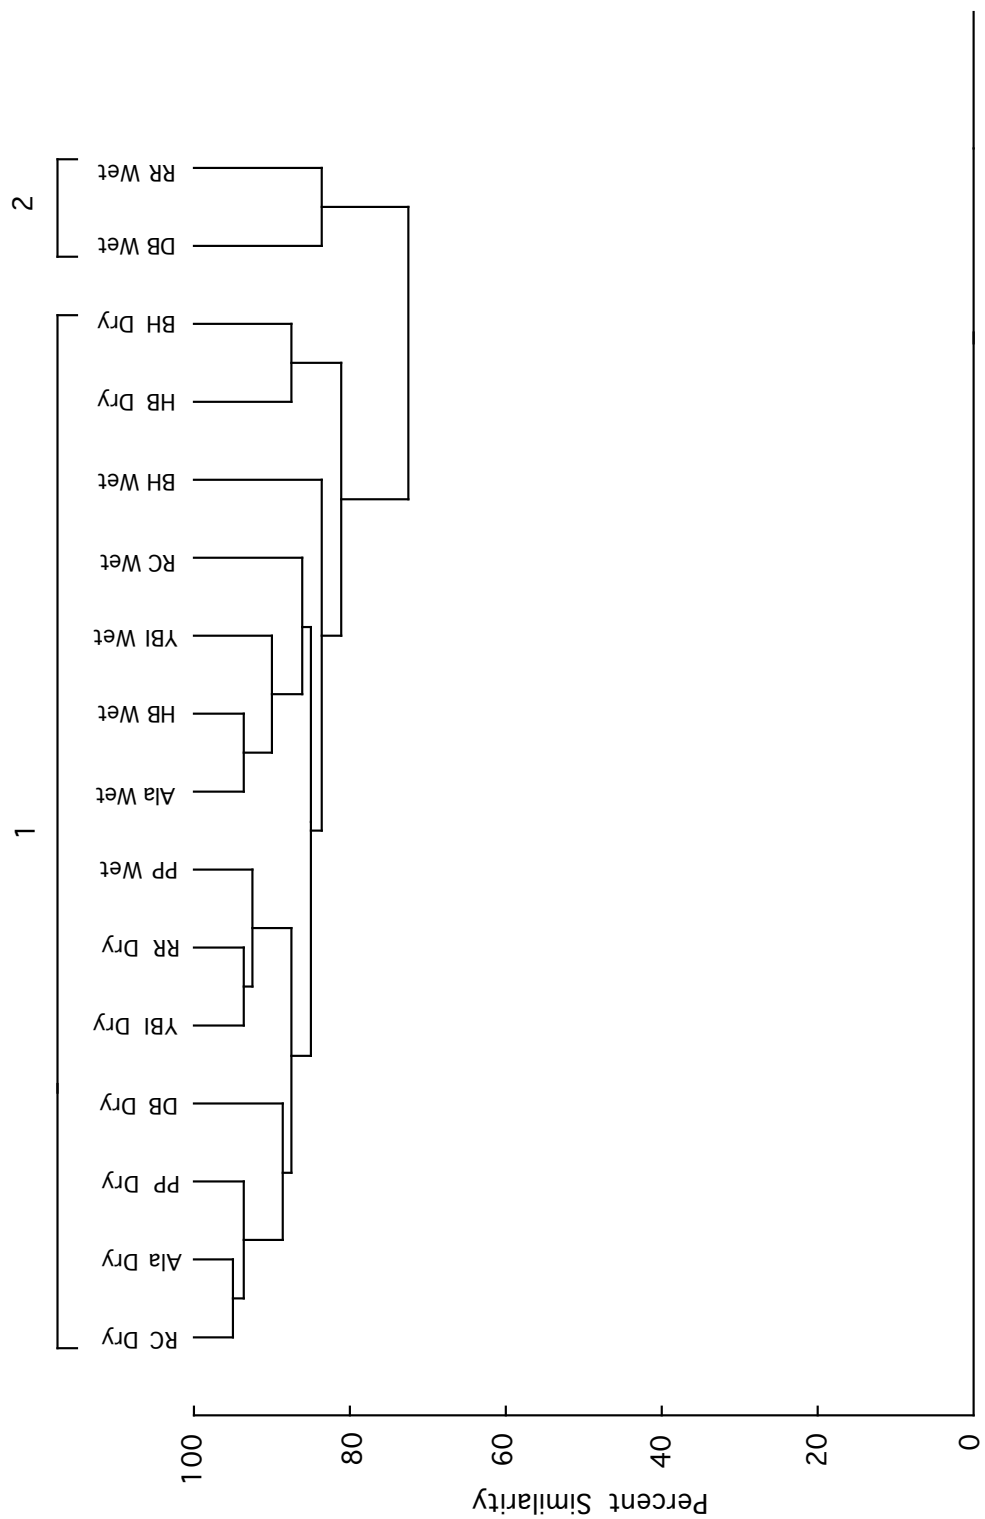 2
RR Wet
DB Wet
BH Dry
HB Dry
BH Wet
RC Wet
YBI Wet
HB Wet
Ala Wet
1
PP Wet
RR Dry
YBI Dry
DB Dry
PP Dry
Ala Dry
RC Dry
100
80
60
40
20
0
Percent Similarity